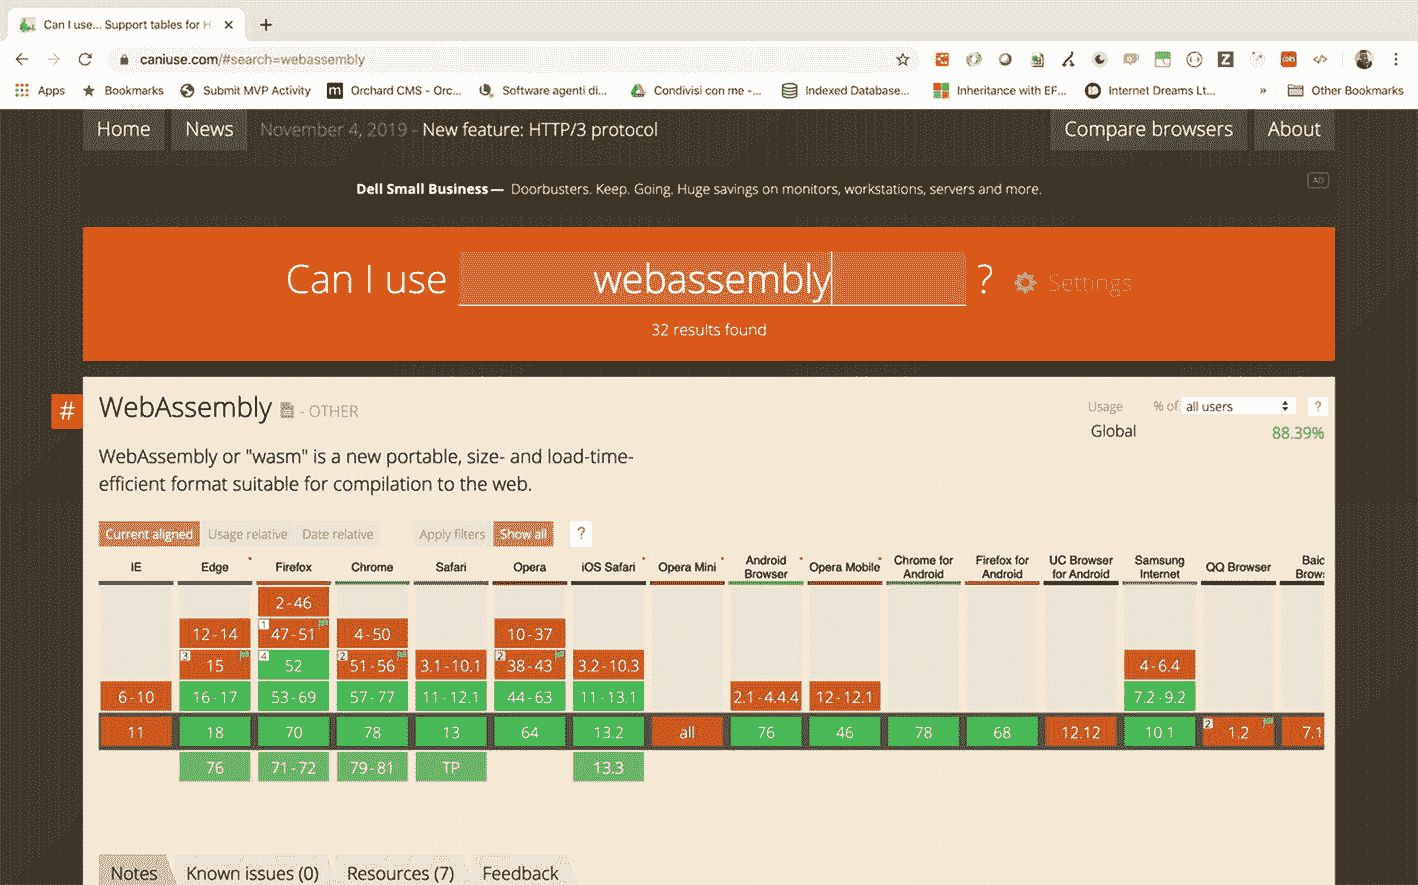 Can I use... Support tables for H
caniuse.com/#search=webassembly
Apps Bookmarks Submit MVP Activity Orchard CMS - Orc... Software agenti di... Condivisi con me -... Indexed Database... Inheritance with EF... Internet Dreams Lt... » Other Bookmarks
Home News November 4, 2019 - New feature: HTTP/3 protocol Compare browsers About
Dell Small Business — Doorbusters. Keep. Going. Huge savings on monitors, workstations, servers and more.
AD
Can I use webassembly ? Settings
32 results found
# WebAssembly - OTHER
Usage % of all users ?
Global 88.39%
WebAssembly or "wasm" is a new portable, size- and load-time-
efficient format suitable for compilation to the web.
Current aligned Usage relative Date relative Apply filters Show all ?
IE Edge * Firefox Chrome Safari Opera iOS Safari * Opera Mini * Android Browser * Opera Mobile * Chrome for Android Firefox for Android UC Browser for Android Samsung Internet QQ Browser Baid Brows
2-46
12-14 1 47-51 4-50 10-37
3 15 4 52 2 51-56 3.1-10.1 2 38-43 3.2-10.3 4-6.4
6-10 16-17 53-69 57-77 11-12.1 44-63 11-13.1 2.1-4.4.4 12-12.1 7.2-9.2
11 18 70 78 13 64 13.2 all 76 46 78 68 12.12 10.1 2 1.2 7.1
76 71-72 79-81 TP 13.3
Notes Known issues (0) Resources (7) Feedback